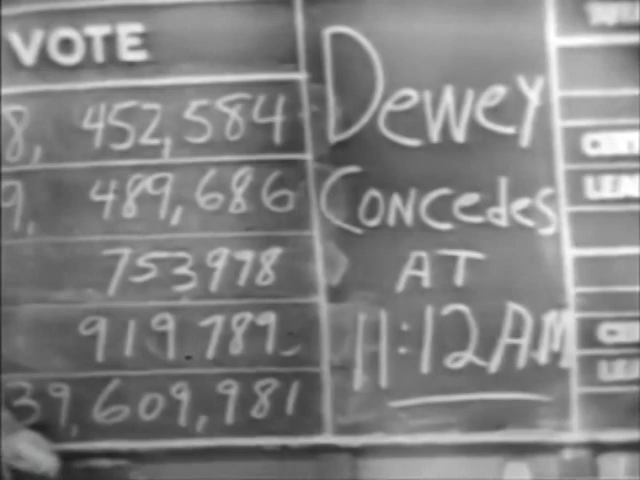 VOTE
8, 452,584
9, 489,686
753978
919,789
39,609,981
Dewey
Concedes
AT
11:12AM